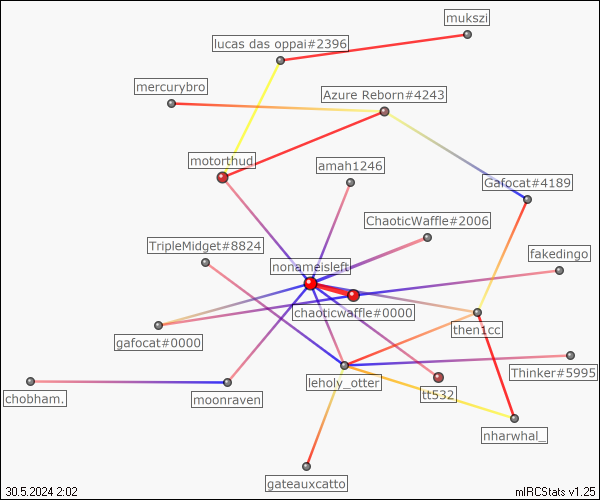 mukszi
lucas das oppai#2396
mercurybro
Azure Reborn#4243
motorthud
amah1246
Gafocat#4189
ChaoticWaffle#2006
TripleMidget#8824
fakedingo
nonameisleft
chaoticwaffle#0000
then1cc
gafocat#0000
Thinker#5995
leholy_otter
tt532
chobham.
moonraven
nharwhal_
gateauxcatto
30.5.2024 2:02
mIRCStats v1.25